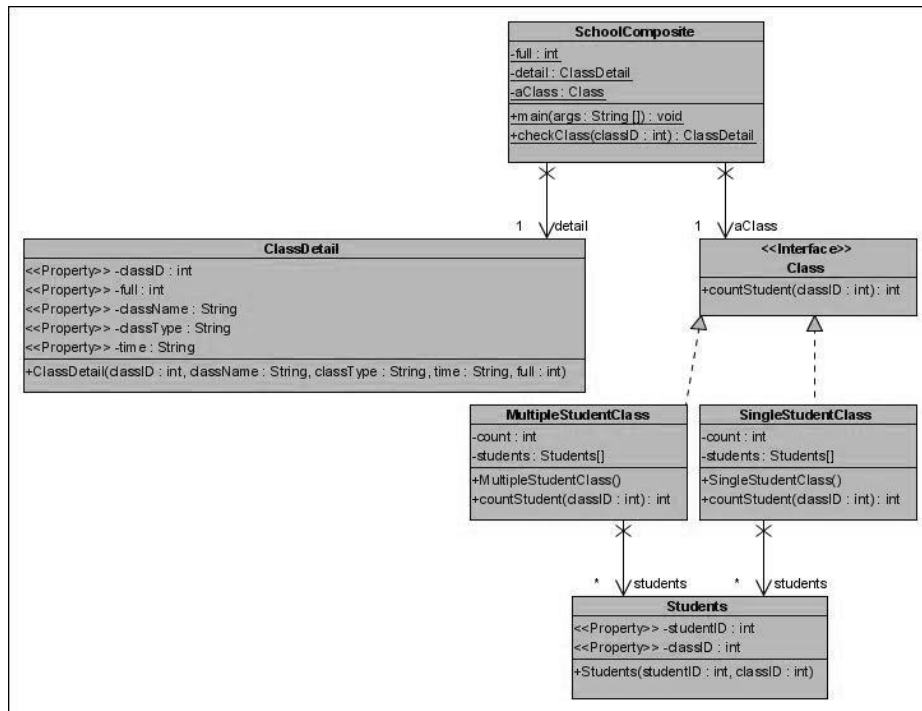 SchoolComposite
-full : int
-detail : ClassDetail
-aClass : Class
+main(args : String []) : void
+checkClass(classID : int) : ClassDetail
1 detail
1 aClass
ClassDetail
<<Property>> -classID : int
<<Property>> -full : int
<<Property>> -className : String
<<Property>> -classType : String
<<Property>> -time : String
+ClassDetail(classID : int, className : String, classType : String, time : String, full : int)
<<Interface>>
Class
+countStudent(classID : int) : int
MultipleStudentClass
-count : int
-students : Students[]
+MultipleStudentClass()
+countStudent(classID : int) : int
SingleStudentClass
-count : int
-students : Students[]
+SingleStudentClass()
+countStudent(classID : int) : int
* students
* students
Students
<<Property>> -studentID : int
<<Property>> -classID : int
+Students(studentID : int, classID : int)